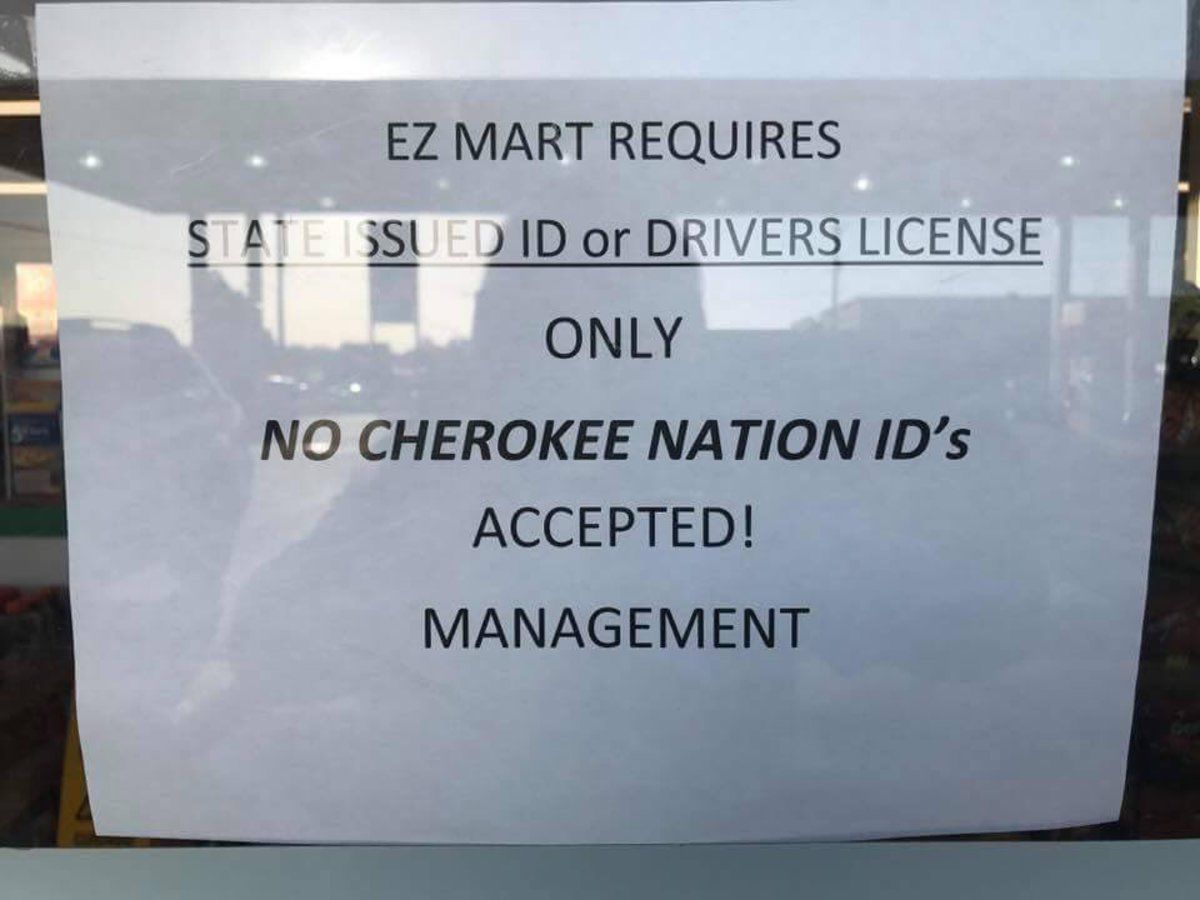 EZ MART REQUIRES
STATE ISSUED ID or DRIVERS LICENSE
ONLY
NO CHEROKEE NATION ID’s
ACCEPTED!
MANAGEMENT